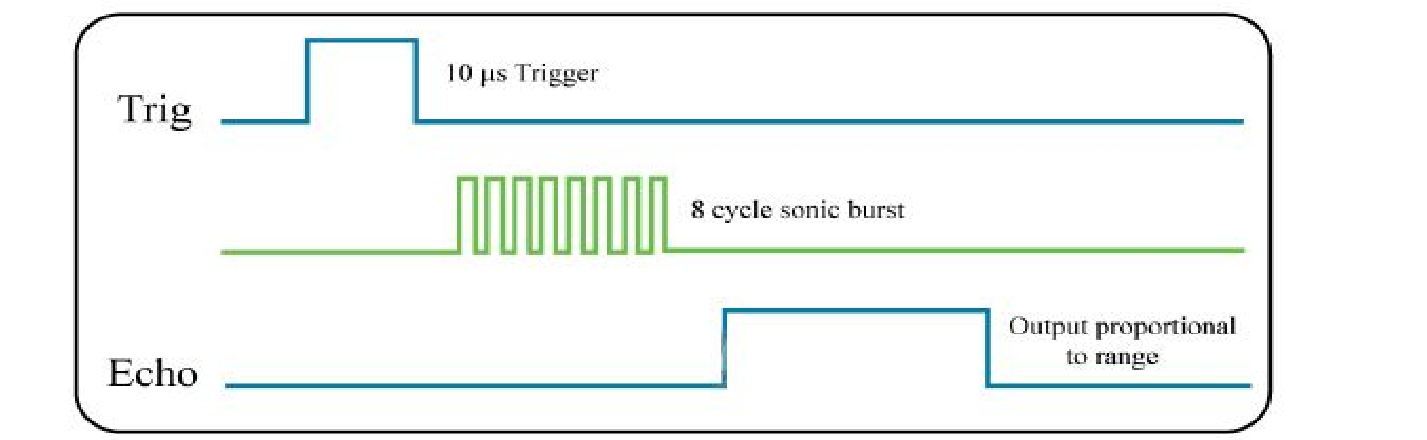 10 µs Trigger
Trig
8 cycle sonic burst
Output proportional
to range
Echo